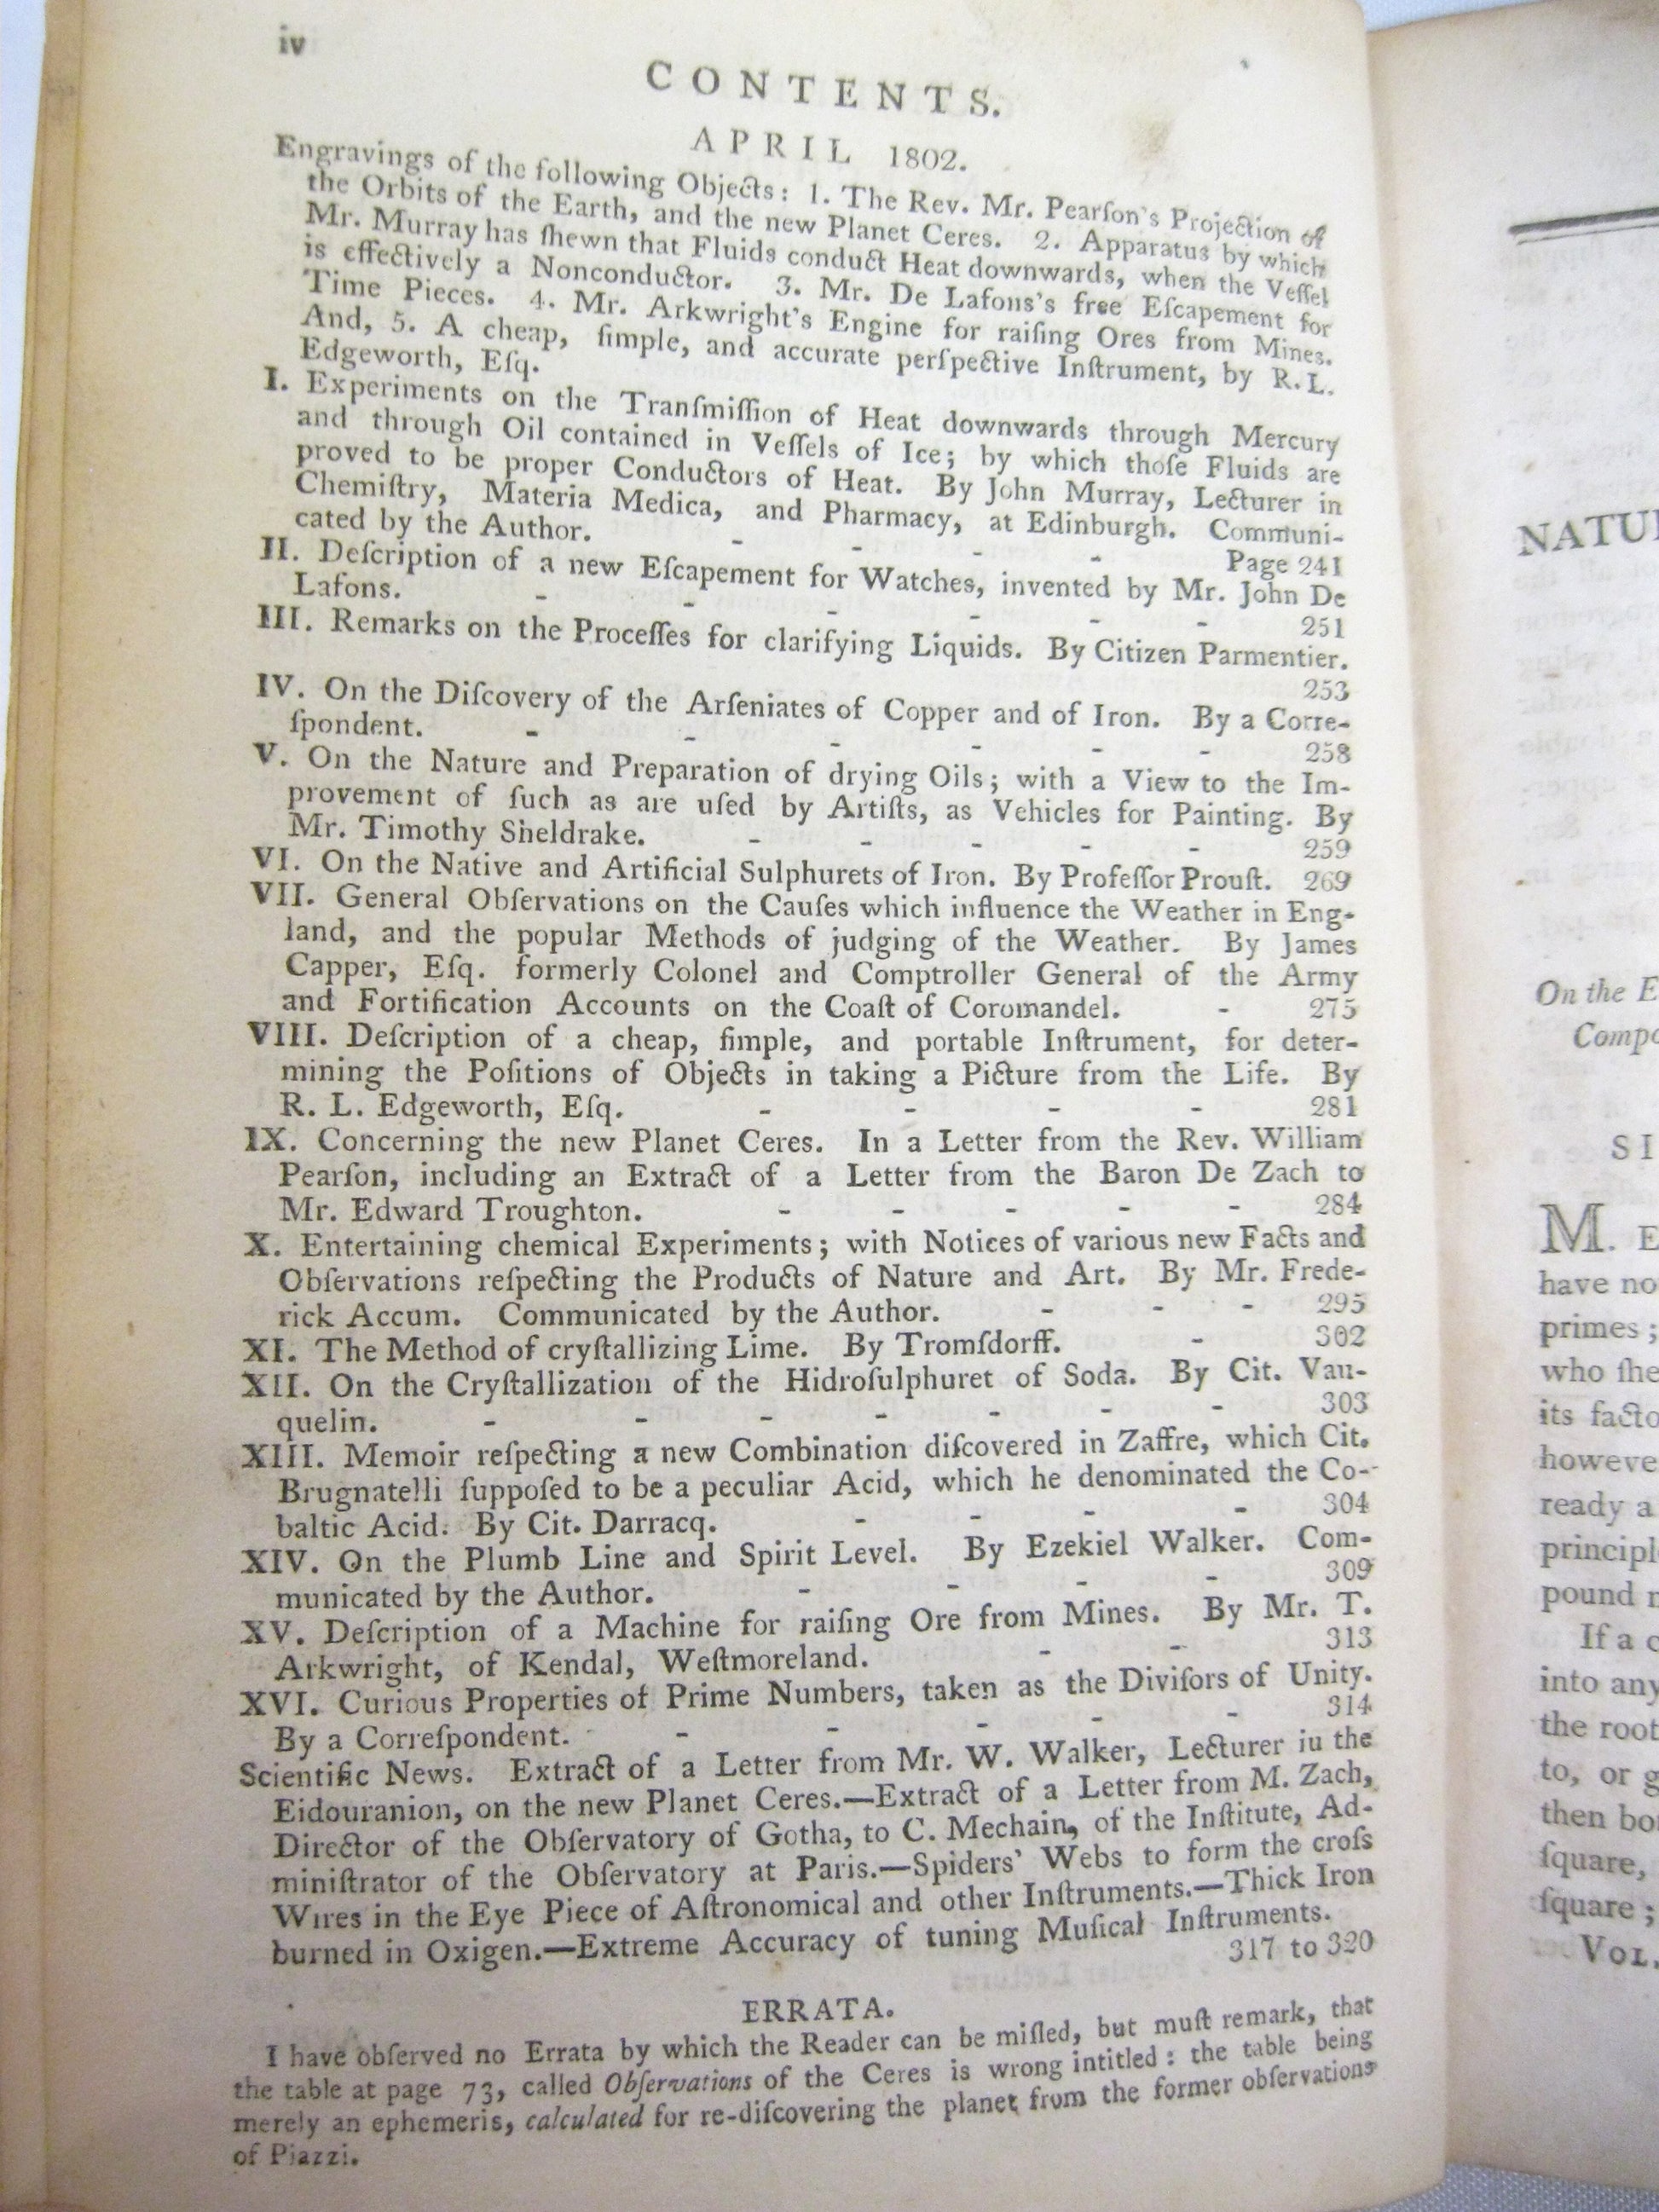 iv
CONTENTS.
APRIL 1802.
Engravings of the following Objects: 1. The Rev. Mr. Pearſon's Projection of
the Orbits of the Earth, and the new Planet Ceres. 2. Apparatus by which
Mr. Murray has ſhewn that Fluids conduct Heat downwards, when the Veſſel
is effectively a Nonconductor. 3. Mr. De Lafons's free Eſcapement for
Time Pieces. 4. Mr. Arkwright's Engine for raiſing Ores from Mines.
And, 5. A cheap, ſimple, and accurate perſpective Inſtrument, by R. L.
Edgeworth, Eſq.
I. Experiments on the Tranſmiſſion of Heat downwards through Mercury
and through Oil contained in Veſſels of Ice; by which thoſe Fluids are
proved to be proper Conductors of Heat. By John Murray, Lecturer in
Chemiſtry, Materia Medica, and Pharmacy, at Edinburgh. Communi-
cated by the Author. - - - - Page 241
II. Deſcription of a new Eſcapement for Watches, invented by Mr. John De
Lafons. - - - - - - 251
III. Remarks on the Proceſſes for clarifying Liquids. By Citizen Parmentier.
253
IV. On the Diſcovery of the Arſeniates of Copper and of Iron. By a Corre-
ſpondent. - - - - - - 258
V. On the Nature and Preparation of drying Oils; with a View to the Im-
provement of ſuch as are uſed by Artiſts, as Vehicles for Painting. By
Mr. Timothy Sheldrake. - - - - - 259
VI. On the Native and Artificial Sulphurets of Iron. By Profeſſor Prouſt. 269
VII. General Obſervations on the Cauſes which influence the Weather in Eng-
land, and the popular Methods of judging of the Weather. By James
Capper, Eſq. formerly Colonel and Comptroller General of the Army
and Fortification Accounts on the Coaſt of Coromandel. - 275
VIII. Deſcription of a cheap, ſimple, and portable Inſtrument, for deter-
mining the Poſitions of Objects in taking a Picture from the Life. By
R. L. Edgeworth, Eſq. - - - - 281
IX. Concerning the new Planet Ceres. In a Letter from the Rev. William
Pearſon, including an Extract of a Letter from the Baron De Zach to
Mr. Edward Troughton. - - - - - 284
X. Entertaining chemical Experiments; with Notices of various new Facts and
Obſervations reſpecting the Products of Nature and Art. By Mr. Frede-
rick Accum. Communicated by the Author. - - - 295
XI. The Method of cryſtallizing Lime. By Tromſdorff. - 302
XII. On the Cryſtallization of the Hidroſulphuret of Soda. By Cit. Vau-
quelin. - - - - - - - 303
XIII. Memoir reſpecting a new Combination diſcovered in Zaffre, which Cit.
Brugnatelli ſuppoſed to be a peculiar Acid, which he denominated the Co-
baltic Acid. By Cit. Darracq. - - - - 304
XIV. On the Plumb Line and Spirit Level. By Ezekiel Walker. Com-
municated by the Author. - - - - 309
XV. Deſcription of a Machine for raiſing Ore from Mines. By Mr. T.
Arkwright, of Kendal, Weſtmoreland. - - 313
XVI. Curious Properties of Prime Numbers, taken as the Diviſors of Unity.
By a Correſpondent. - - - - - 314
Scientific News. Extract of a Letter from Mr. W. Walker, Lecturer iu the
Eidouranion, on the new Planet Ceres.—Extract of a Letter from M. Zach,
Director of the Obſervatory of Gotha, to C. Mechain, of the Inſtitute, Ad-
miniſtrator of the Obſervatory at Paris.—Spiders' Webs to form the croſs
Wires in the Eye Piece of Aſtronomical and other Inſtruments.—Thick Iron
burned in Oxigen.—Extreme Accuracy of tuning Muſical Inſtruments.
317 to 320
ERRATA.
I have obſerved no Errata by which the Reader can be miſled, but muſt remark, that
the table at page 73, called Obſervations of the Ceres is wrong intitled: the table being
merely an ephemeris, calculated for re-diſcovering the planet from the former obſervations
of Piazzi.
NATU
On the E
Compo
SI
M. E
have no
primes;
who ſhe
its facto
howeve
ready a
principl
pound
If a c
into any
the root
to, or g
then bo
ſquare,
ſquare;
VOL.